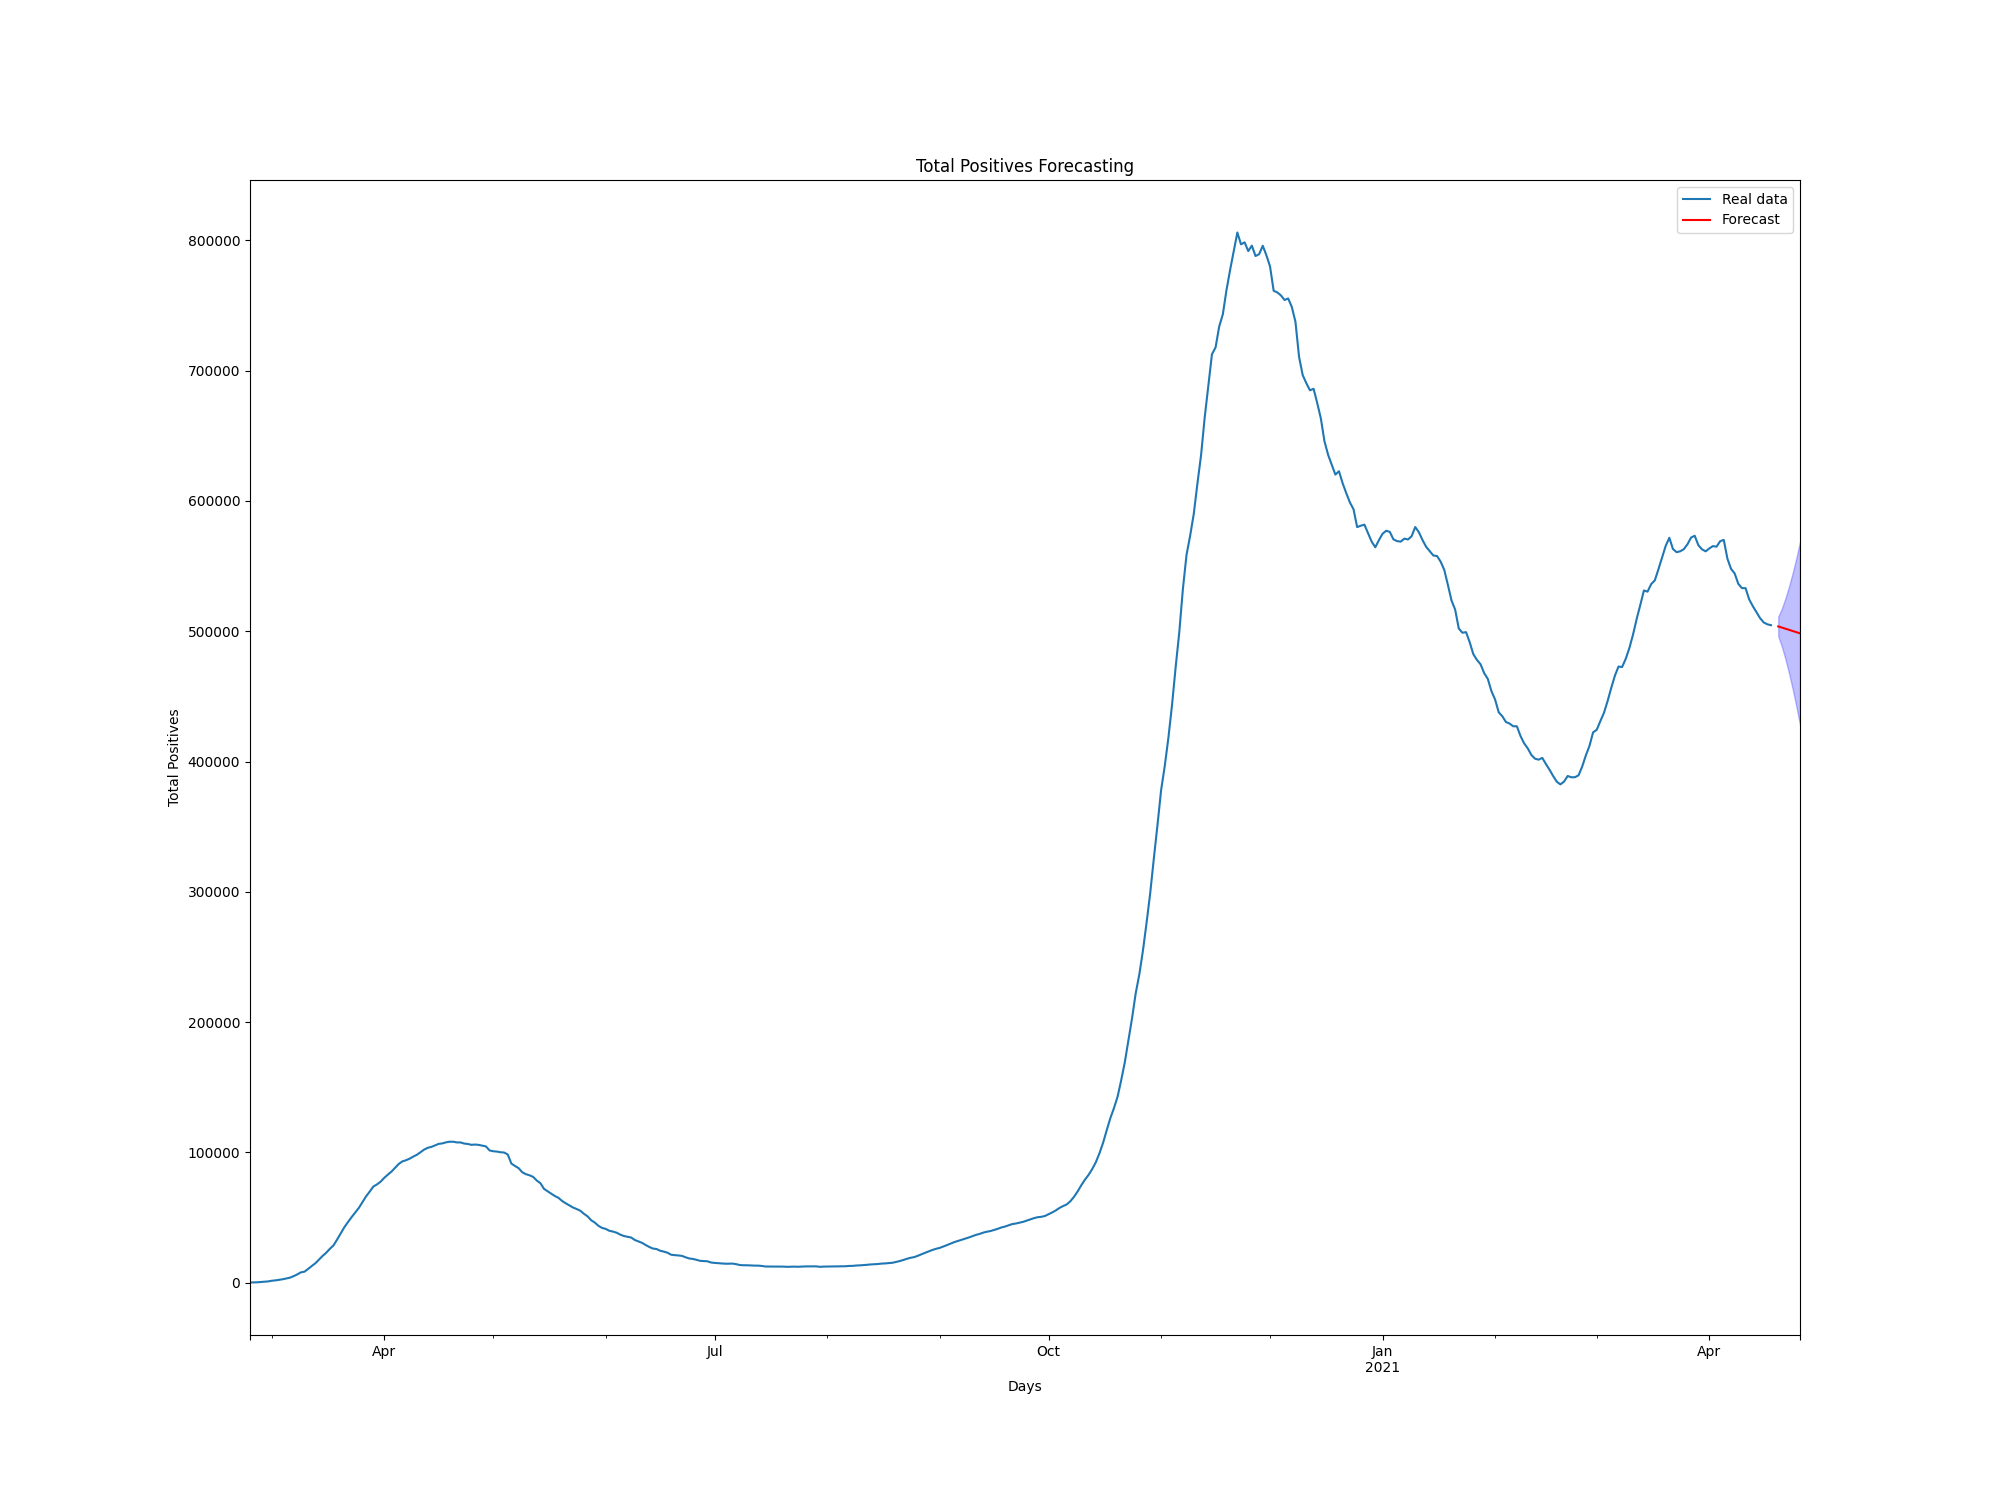 Total Positives Forecasting
Real data
Forecast
800000
700000
600000
500000
400000
300000
200000
100000
0
Total Positives
Apr
Jul
Oct
Jan
2021
Apr
Days